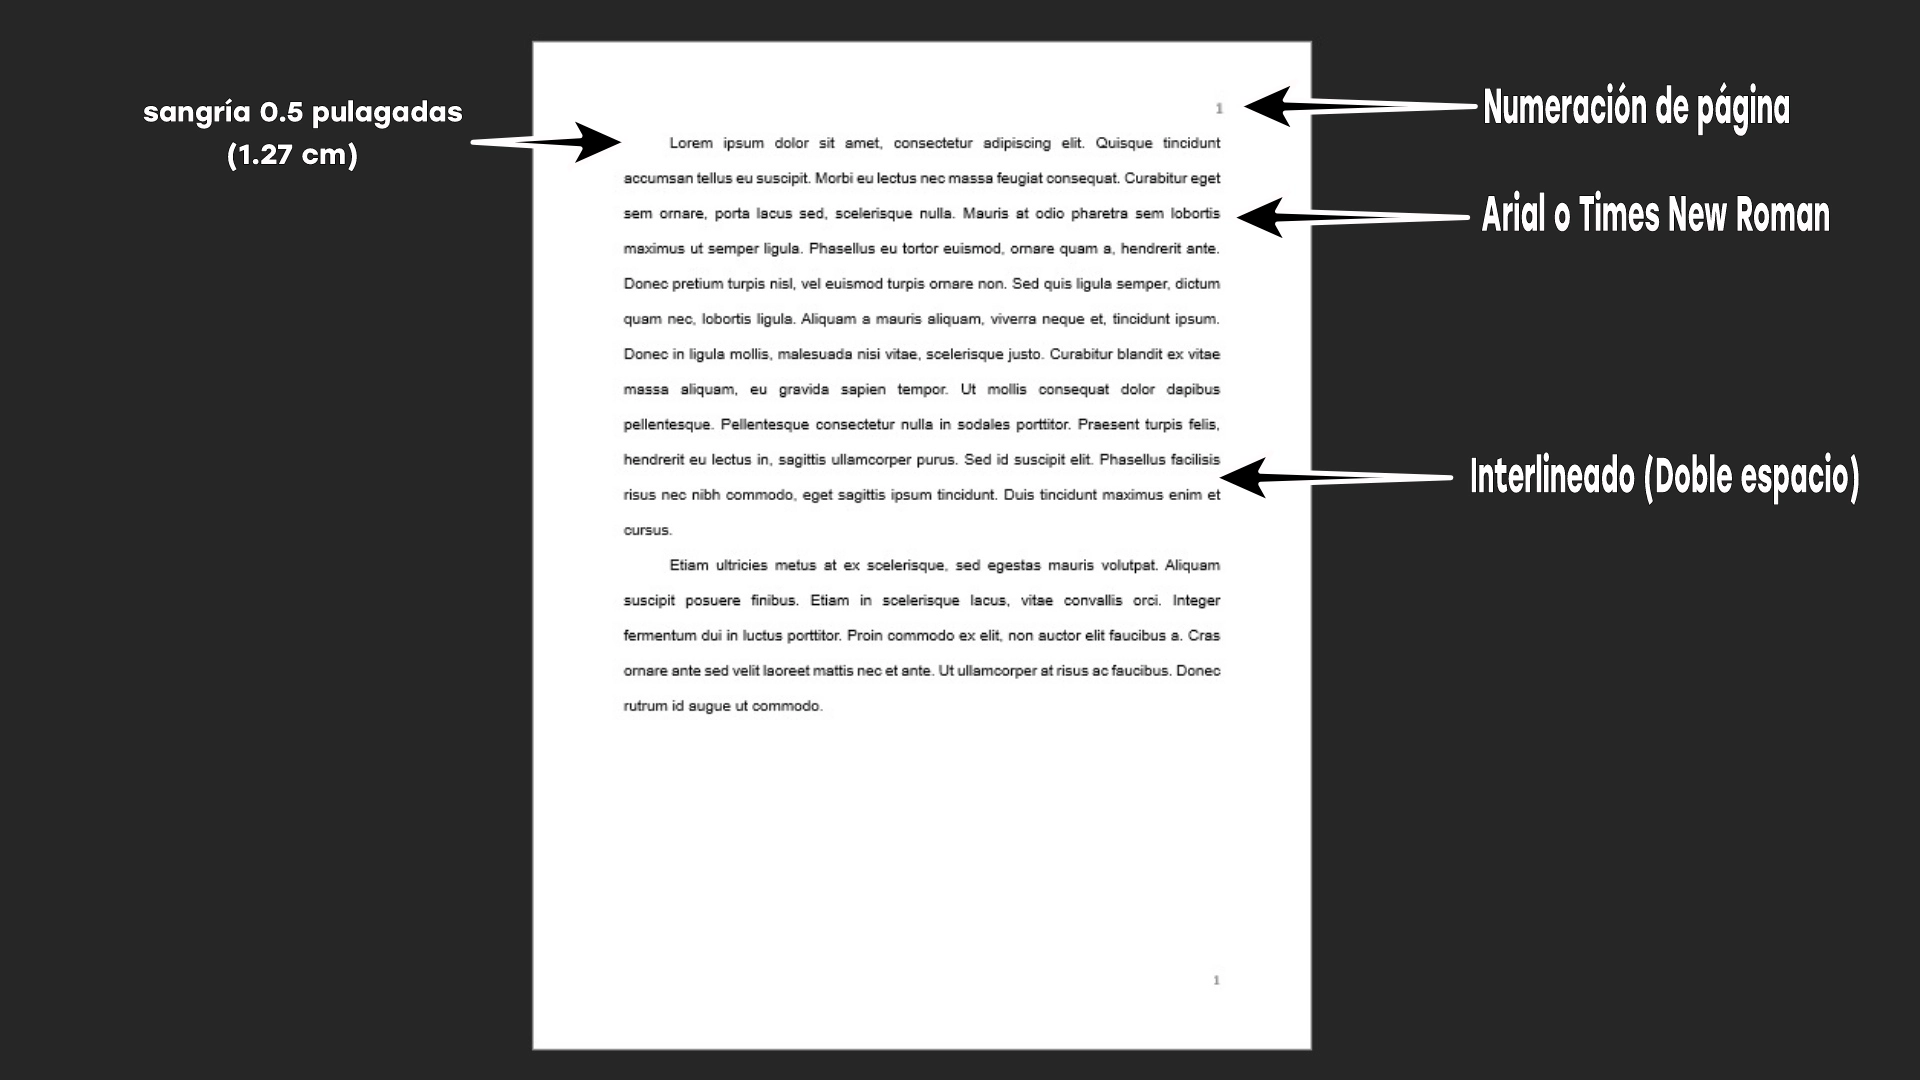 sangría 0.5 pulagadas
(1.27 cm)
1
Numeración de página
Arial o Times New Roman
Interlineado (Doble espacio)
Lorem ipsum dolor sit amet, consectetur adipiscing elit. Quisque tincidunt
accumsan tellus eu suscipit. Morbi eu lectus nec massa feugiat consequat. Curabitur eget
sem ornare, porta lacus sed, scelerisque nulla. Mauris at odio pharetra sem lobortis
maximus ut semper ligula. Phasellus eu tortor euismod, ornare quam a, hendrerit ante.
Donec pretium turpis nisl, vel euismod turpis ornare non. Sed quis ligula semper, dictum
quam nec, lobortis ligula. Aliquam a mauris aliquam, viverra neque et, tincidunt ipsum.
Donec in ligula mollis, malesuada nisi vitae, scelerisque justo. Curabitur blandit ex vitae
massa aliquam, eu gravida sapien tempor. Ut mollis consequat dolor dapibus
pellentesque. Pellentesque consectetur nulla in sodales porttitor. Praesent turpis felis,
hendrerit eu lectus in, sagittis ullamcorper purus. Sed id suscipit elit. Phasellus facilisis
risus nec nibh commodo, eget sagittis ipsum tincidunt. Duis tincidunt maximus enim et
cursus.
Etiam ultricies metus at ex scelerisque, sed egestas mauris volutpat. Aliquam
suscipit posuere finibus. Etiam in scelerisque lacus, vitae convallis orci. Integer
fermentum dui in luctus porttitor. Proin commodo ex elit, non auctor elit faucibus a. Cras
ornare ante sed velit laoreet mattis nec et ante. Ut ullamcorper at risus ac faucibus. Donec
rutrum id augue ut commodo.
1